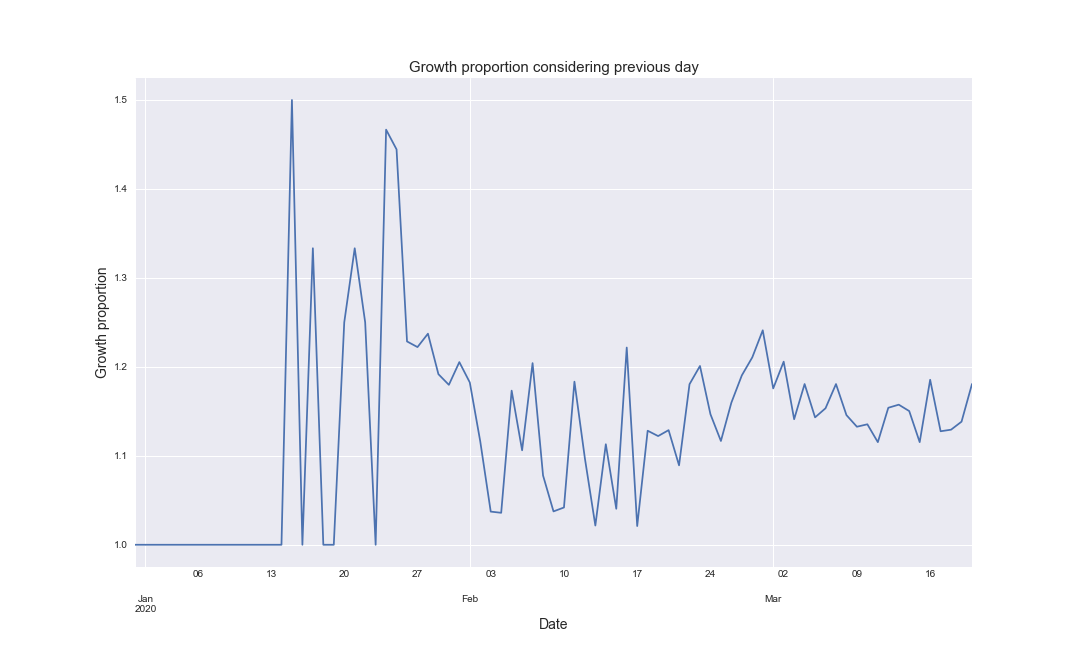 Growth proportion considering previous day
Growth proportion
1.5
1.4
1.3
1.2
1.1
1.0
06 13 20 27 03 10 17 24 02 09 16
Jan Feb Mar
2020
Date